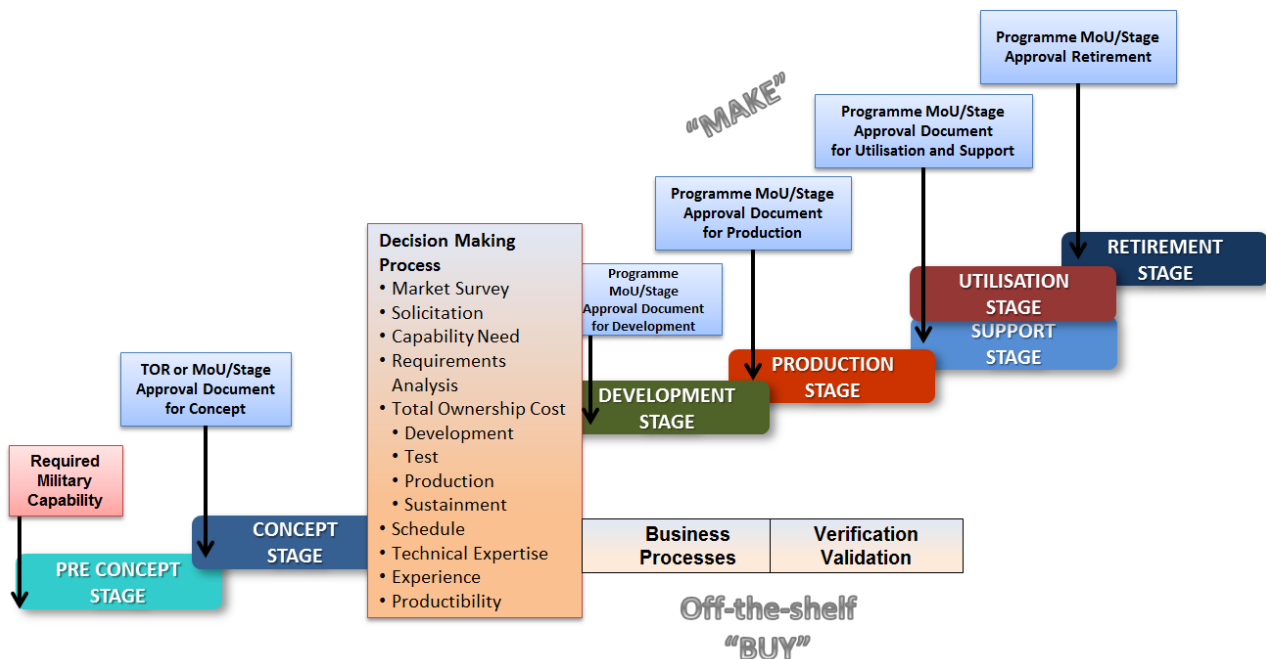 Programme MoU/Stage
Approval Retirement
“MAKE”
Programme MoU/Stage
Approval Document
for Utilisation and Support
Programme MoU/Stage
Approval Document
for Production
RETIREMENT
STAGE
UTILISATION
STAGE
SUPPORT
STAGE
Programme
MoU/Stage
Approval Document
for Development
PRODUCTION
STAGE
DEVELOPMENT
STAGE
Decision Making
Process
• Market Survey
• Solicitation
• Capability Need
• Requirements
Analysis
• Total Ownership Cost
• Development
• Test
• Production
• Sustainment
• Schedule
• Technical Expertise
• Experience
• Productibility
TOR or MoU/Stage
Approval Document
for Concept
Required
Military
Capability
CONCEPT
STAGE
PRE CONCEPT
STAGE
Business
Processes
Verification
Validation
Off-the-shelf
“BUY”